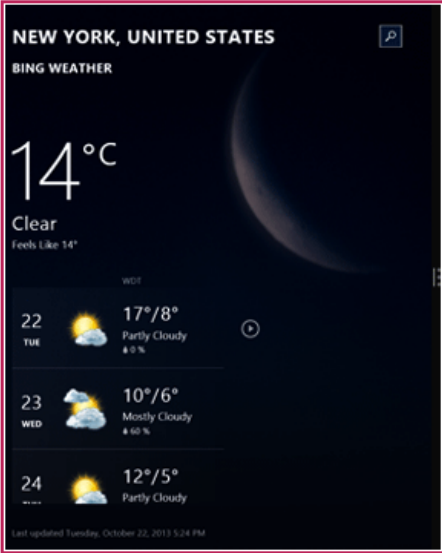 NEW YORK, UNITED STATES
BING WEATHER
14°C
Clear
Feels Like 14°
WDT
22
TUE
17°/8°
Partly Cloudy
0 %
23
WED
10°/6°
Mostly Cloudy
60 %
24
12°/5°
Partly Cloudy
Last updated Tuesday, October 22, 2013 5:24 PM